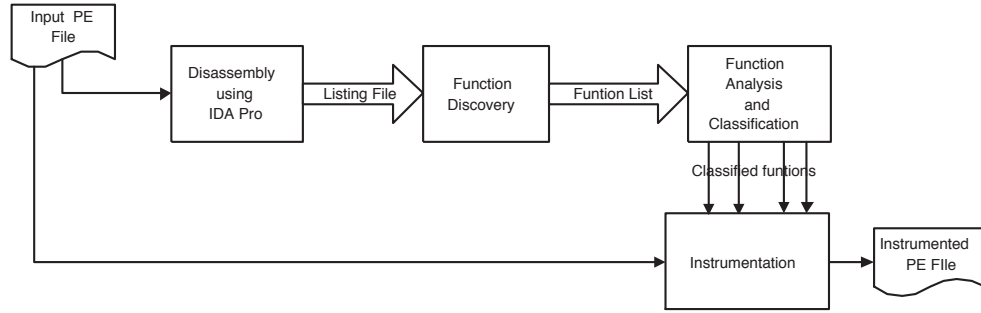 Input PE
File
Disassembly
using
IDA Pro
Listing File
Function
Discovery
Funtion List
Function
Analysis
and
Classification
Classified funtions
Instrumentation
Instrumented
PE FIle